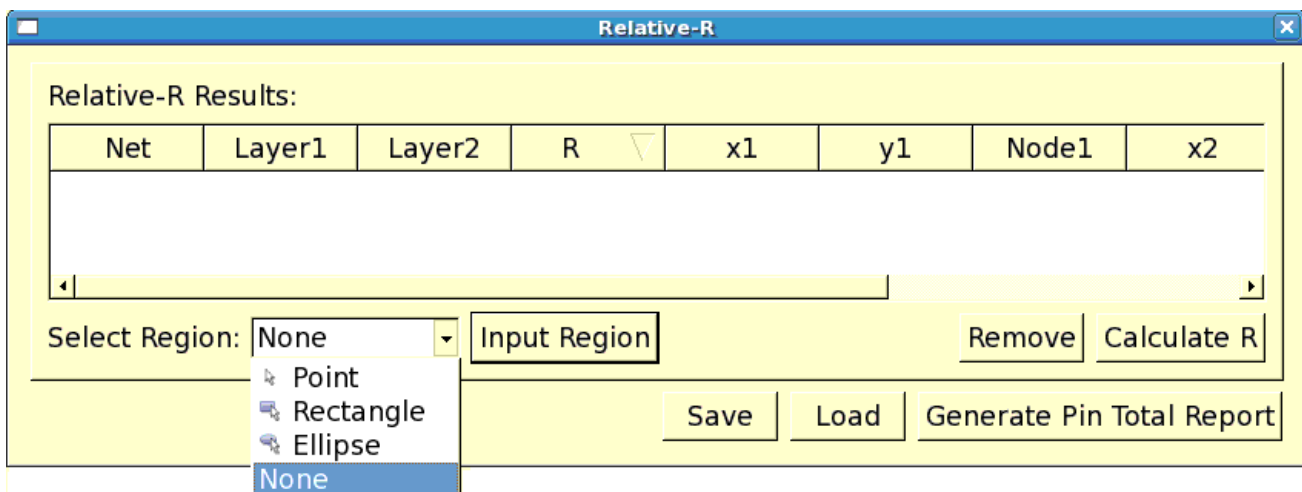 Relative-R
Relative-R Results:
Net Layer1 Layer2 R x1 y1 Node1 x2
Select Region: None Input Region Remove Calculate R
Point
Rectangle
Ellipse
None
Save Load Generate Pin Total Report